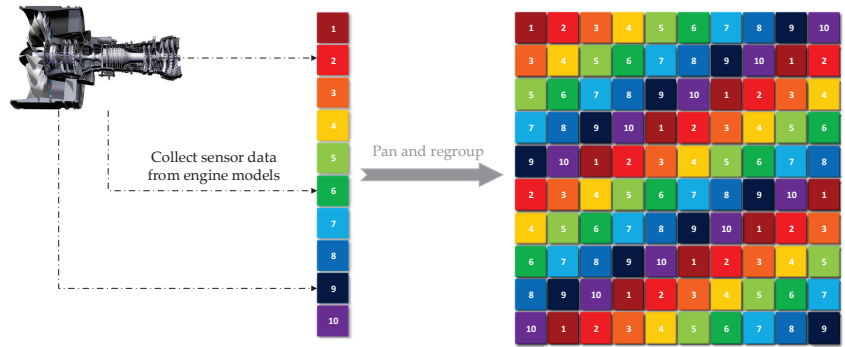 1
2
3
4
5
6
7
8
9
10
Collect sensor data
from engine models
Pan and regroup
1 2 3 4 5 6 7 8 9 10
3 4 5 6 7 8 9 10 1 2
5 6 7 8 9 10 1 2 3 4
7 8 9 10 1 2 3 4 5 6
9 10 1 2 3 4 5 6 7 8
2 3 4 5 6 7 8 9 10 1
4 5 6 7 8 9 10 1 2 3
6 7 8 9 10 1 2 3 4 5
8 9 10 1 2 3 4 5 6 7
10 1 2 3 4 5 6 7 8 9